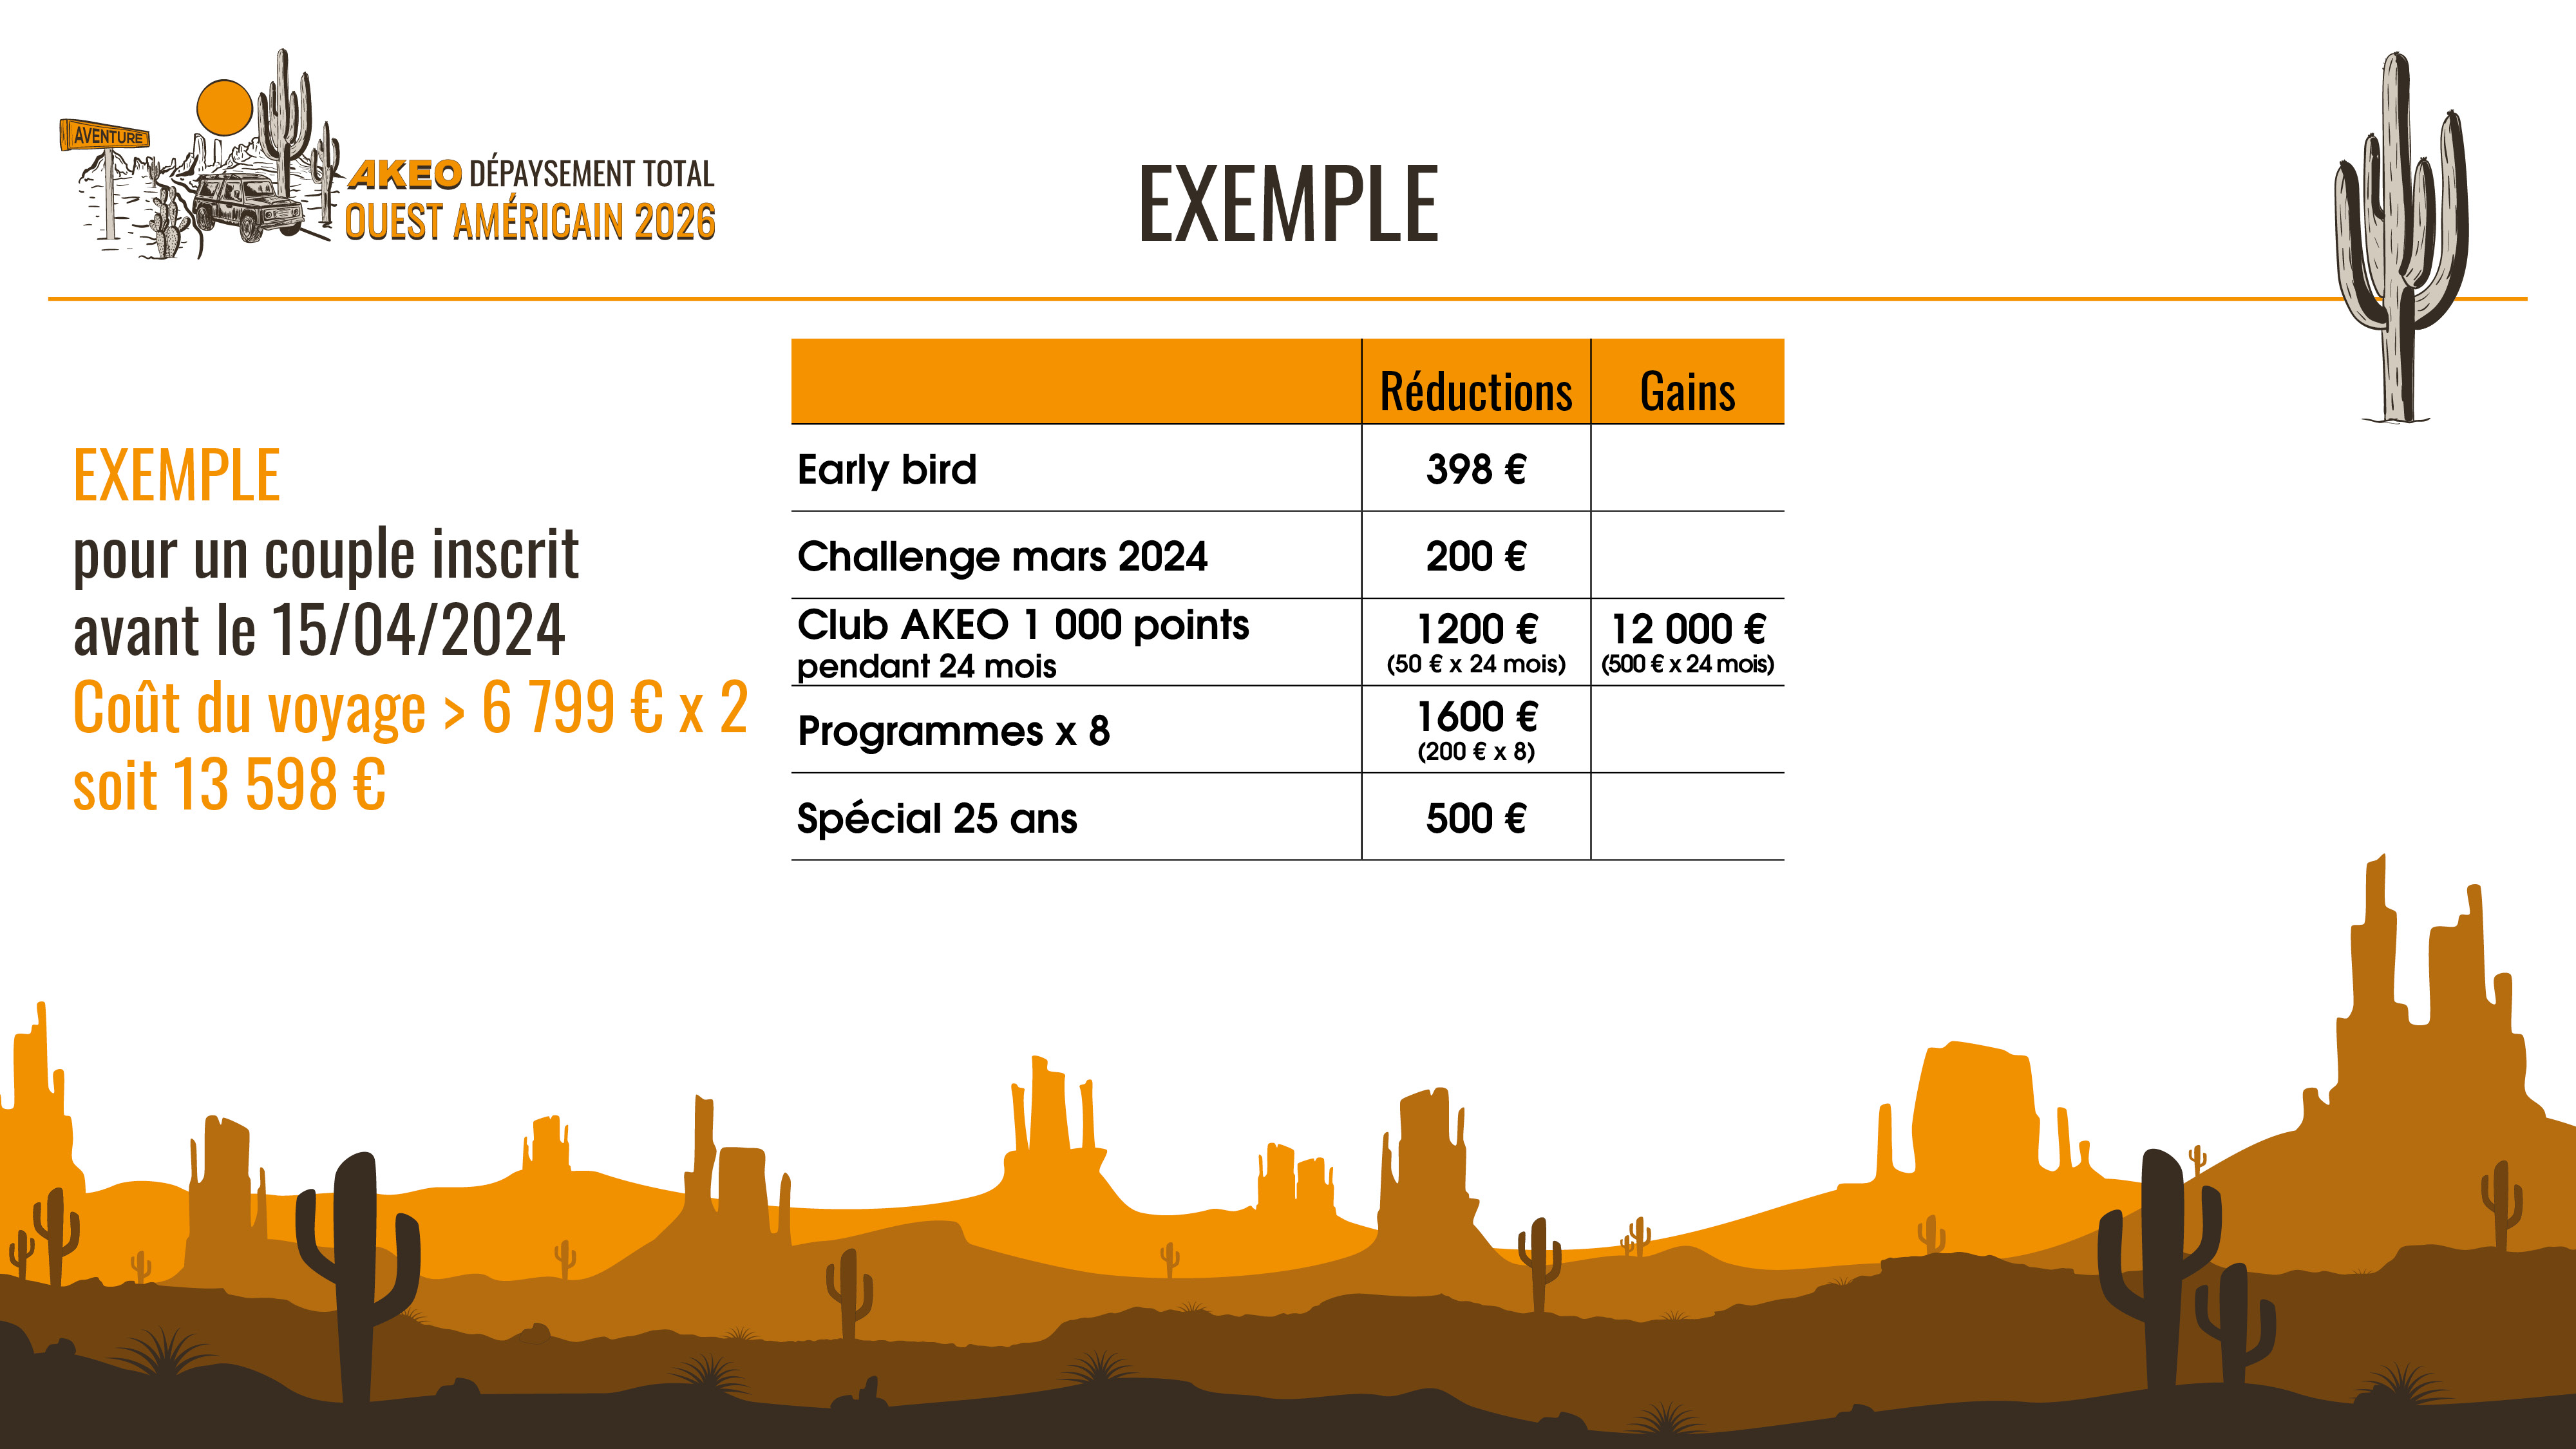 AVENTURE
AKEO DÉPAYSEMENT TOTAL
OUEST AMÉRICAIN 2026
EXEMPLE
EXEMPLE
pour un couple inscrit
avant le 15/04/2024
Coût du voyage > 6 799 € x 2
soit 13 598 €
Réductions Gains
Early bird 398 €
Challenge mars 2024 200 €
Club AKEO 1 000 points 1200 € 12 000 €
pendant 24 mois (50 € x 24 mois) (500 € x 24 mois)
Programmes x 8 1600 €
(200 € x 8)
Spécial 25 ans 500 €